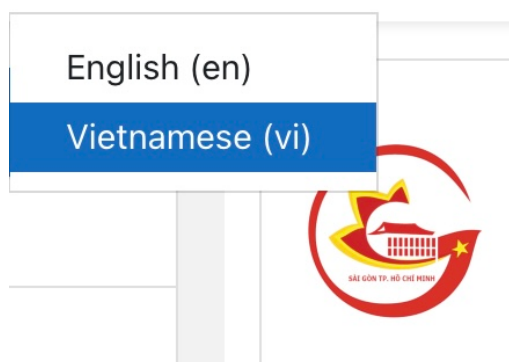 English (en)
Vietnamese (vi)
SÀI GÒN TP. HỒ CHÍ MINH